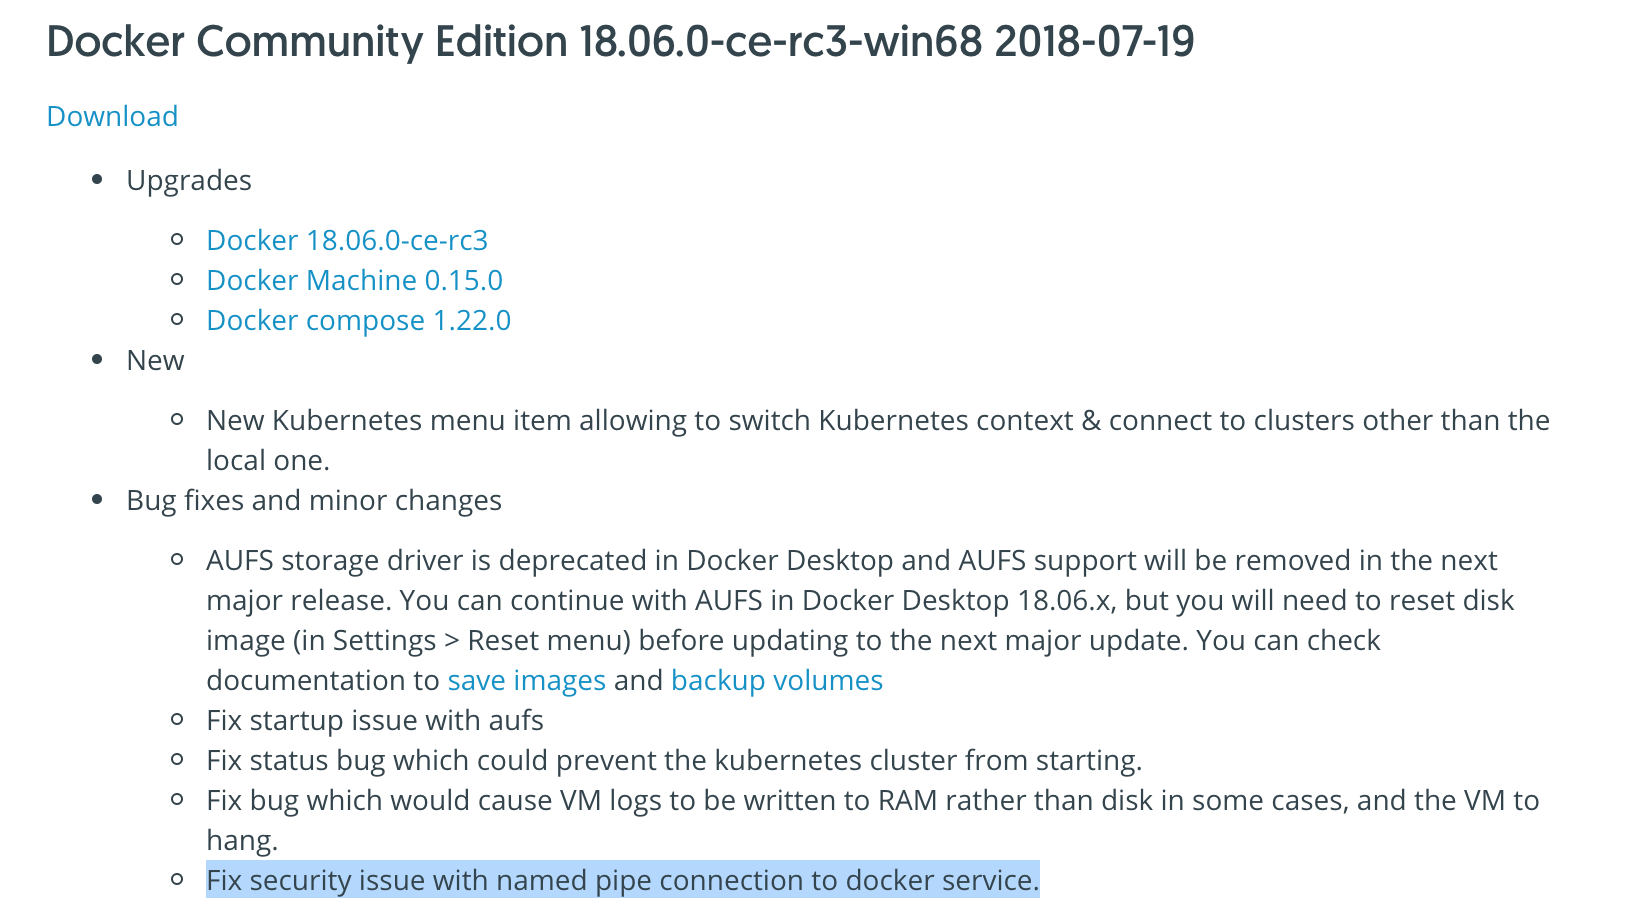 Docker Community Edition 18.06.0-ce-rc3-win68 2018-07-19
Download
Upgrades
Docker 18.06.0-ce-rc3
Docker Machine 0.15.0
Docker compose 1.22.0
New
New Kubernetes menu item allowing to switch Kubernetes context & connect to clusters other than the
local one.
Bug fixes and minor changes
AUFS storage driver is deprecated in Docker Desktop and AUFS support will be removed in the next
major release. You can continue with AUFS in Docker Desktop 18.06.x, but you will need to reset disk
image (in Settings > Reset menu) before updating to the next major update. You can check
documentation to save images and backup volumes
Fix startup issue with aufs
Fix status bug which could prevent the kubernetes cluster from starting.
Fix bug which would cause VM logs to be written to RAM rather than disk in some cases, and the VM to
hang.
Fix security issue with named pipe connection to docker service.